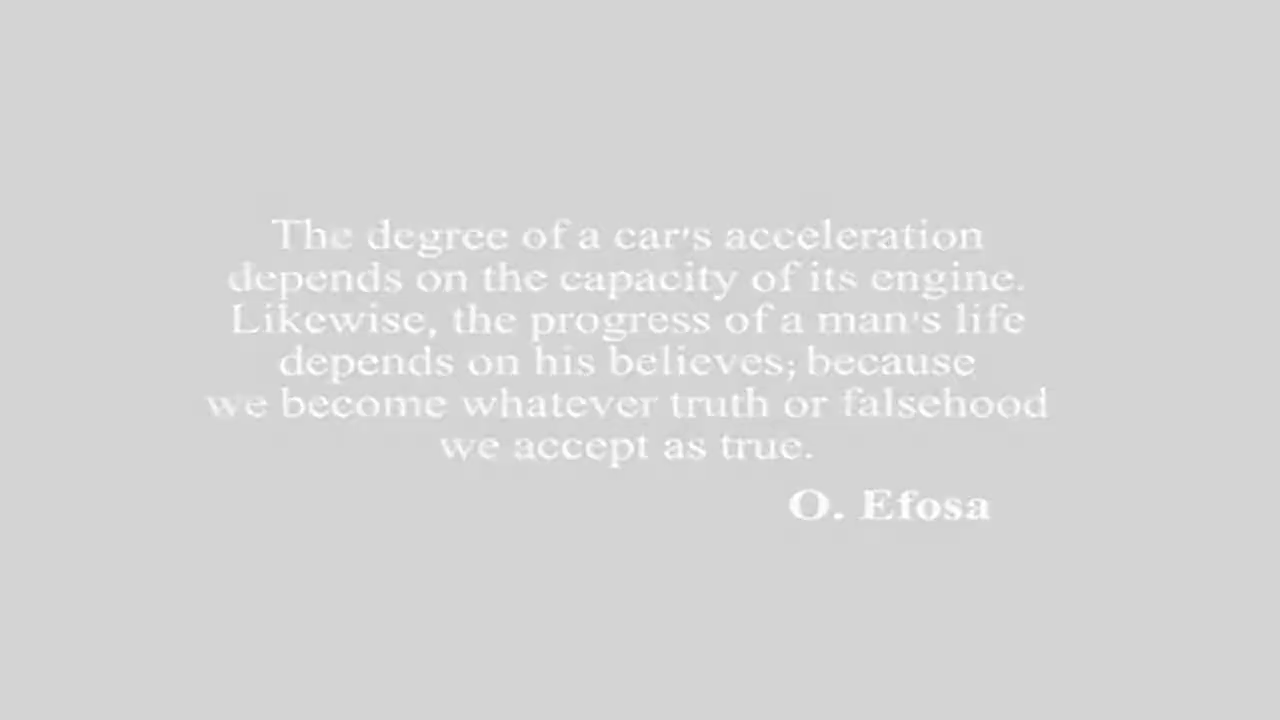 The degree of a car's acceleration
depends on the capacity of its engine.
Likewise, the progress of a man's life
depends on his believes; because
we become whatever truth or falsehood
we accept as true.
O. Efosa